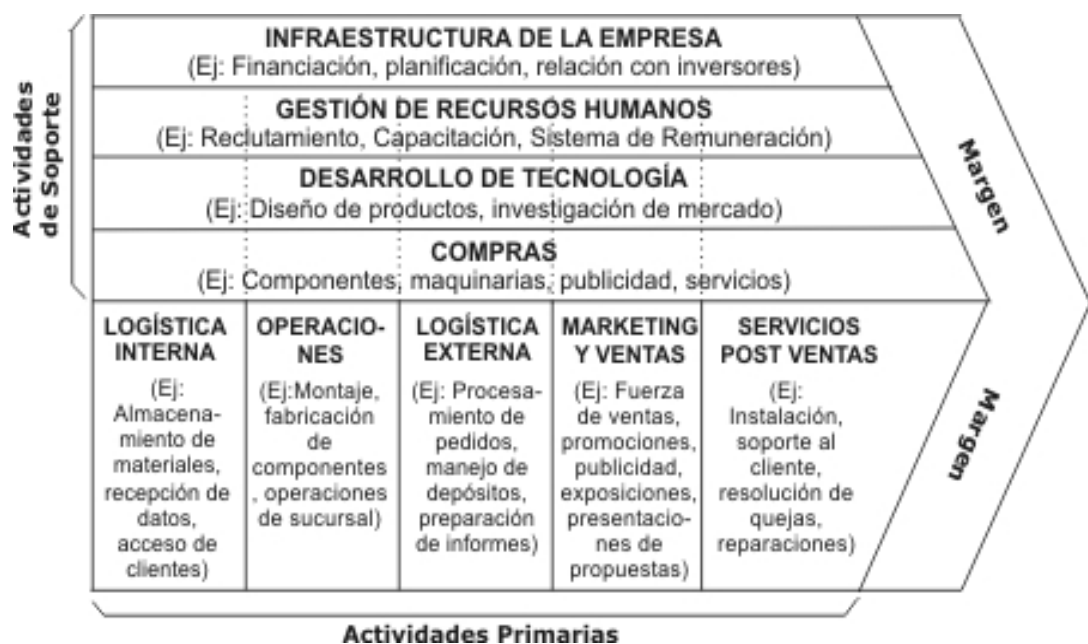 Actividades
de Soporte
INFRAESTRUCTURA DE LA EMPRESA
(Ej: Financiación, planificación, relación con inversores)
GESTIÓN DE RECURSOS HUMANOS
(Ej: Reclutamiento, Capacitación, Sistema de Remuneración)
DESARROLLO DE TECNOLOGÍA
(Ej: Diseño de productos, investigación de mercado)
COMPRAS
(Ej: Componentes, maquinarias, publicidad, servicios)
Margen
LOGÍSTICA
INTERNA
(Ej:
Almacena-
miento de
materiales,
recepción de
datos,
acceso de
clientes)
OPERACIO-
NES
(Ej:Montaje,
fabricación
de
componentes
, operaciones
de sucursal)
LOGÍSTICA
EXTERNA
(Ej: Procesa-
miento de
pedidos,
manejo de
depósitos,
preparación
de informes)
MARKETING
Y VENTAS
(Ej: Fuerza
de ventas,
promociones,
publicidad,
exposiciones,
presentacio-
nes de
propuestas)
SERVICIOS
POST VENTAS
(Ej:
Instalación,
soporte al
cliente,
resolución de
quejas,
reparaciones)
Margen
Actividades Primarias